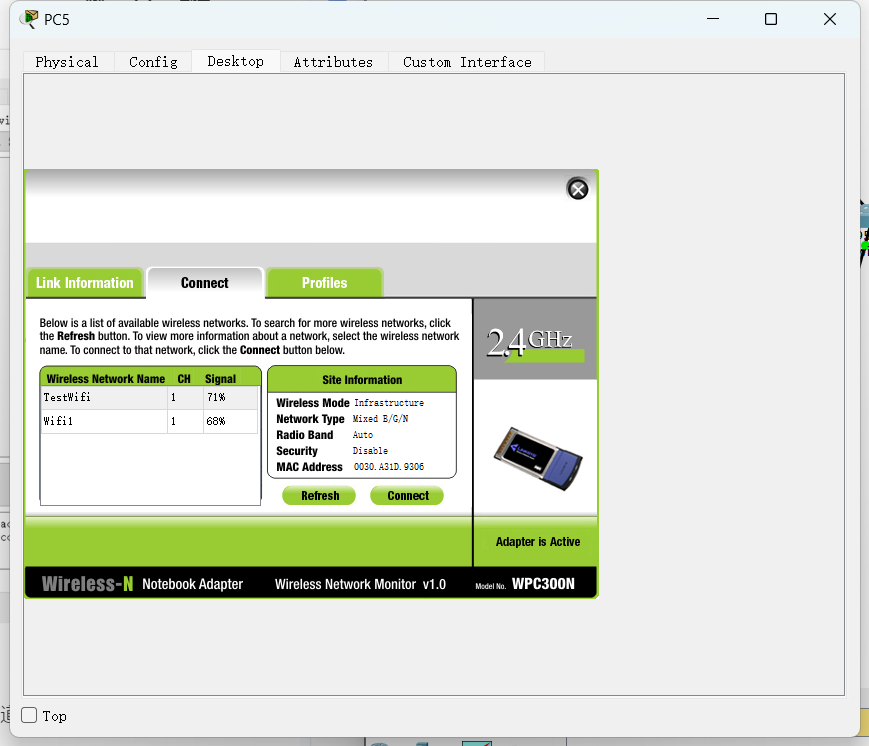 PC5
Physical Config Desktop Attributes Custom Interface
Link Information Connect Profiles
Below is a list of available wireless networks. To search for more wireless networks, click
the Refresh button. To view more information about a network, select the wireless network
name. To connect to that network, click the Connect button below.
2.4GHz
Wireless Network Name CH Signal
TestWifi 1 71%
Wifi1 1 68%
Site Information
Wireless Mode Infrastructure
Network Type Mixed B/G/N
Radio Band Auto
Security Disable
MAC Address 0030.A31D.9306
Refresh Connect
Adapter is Active
Wireless-N Notebook Adapter Wireless Network Monitor v1.0 Model No. WPC300N
Top